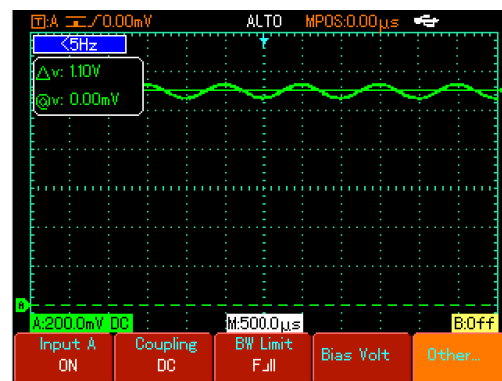 T:A /0.00mV ALTO MPOS:0.00μs
<5Hz
Δv: 1.10V
@v: 0.00mV
A
A:200.0mV DC M:500.0μs B:Off
Input A Coupling BW Limit Bias Volt Other...
ON DC Full